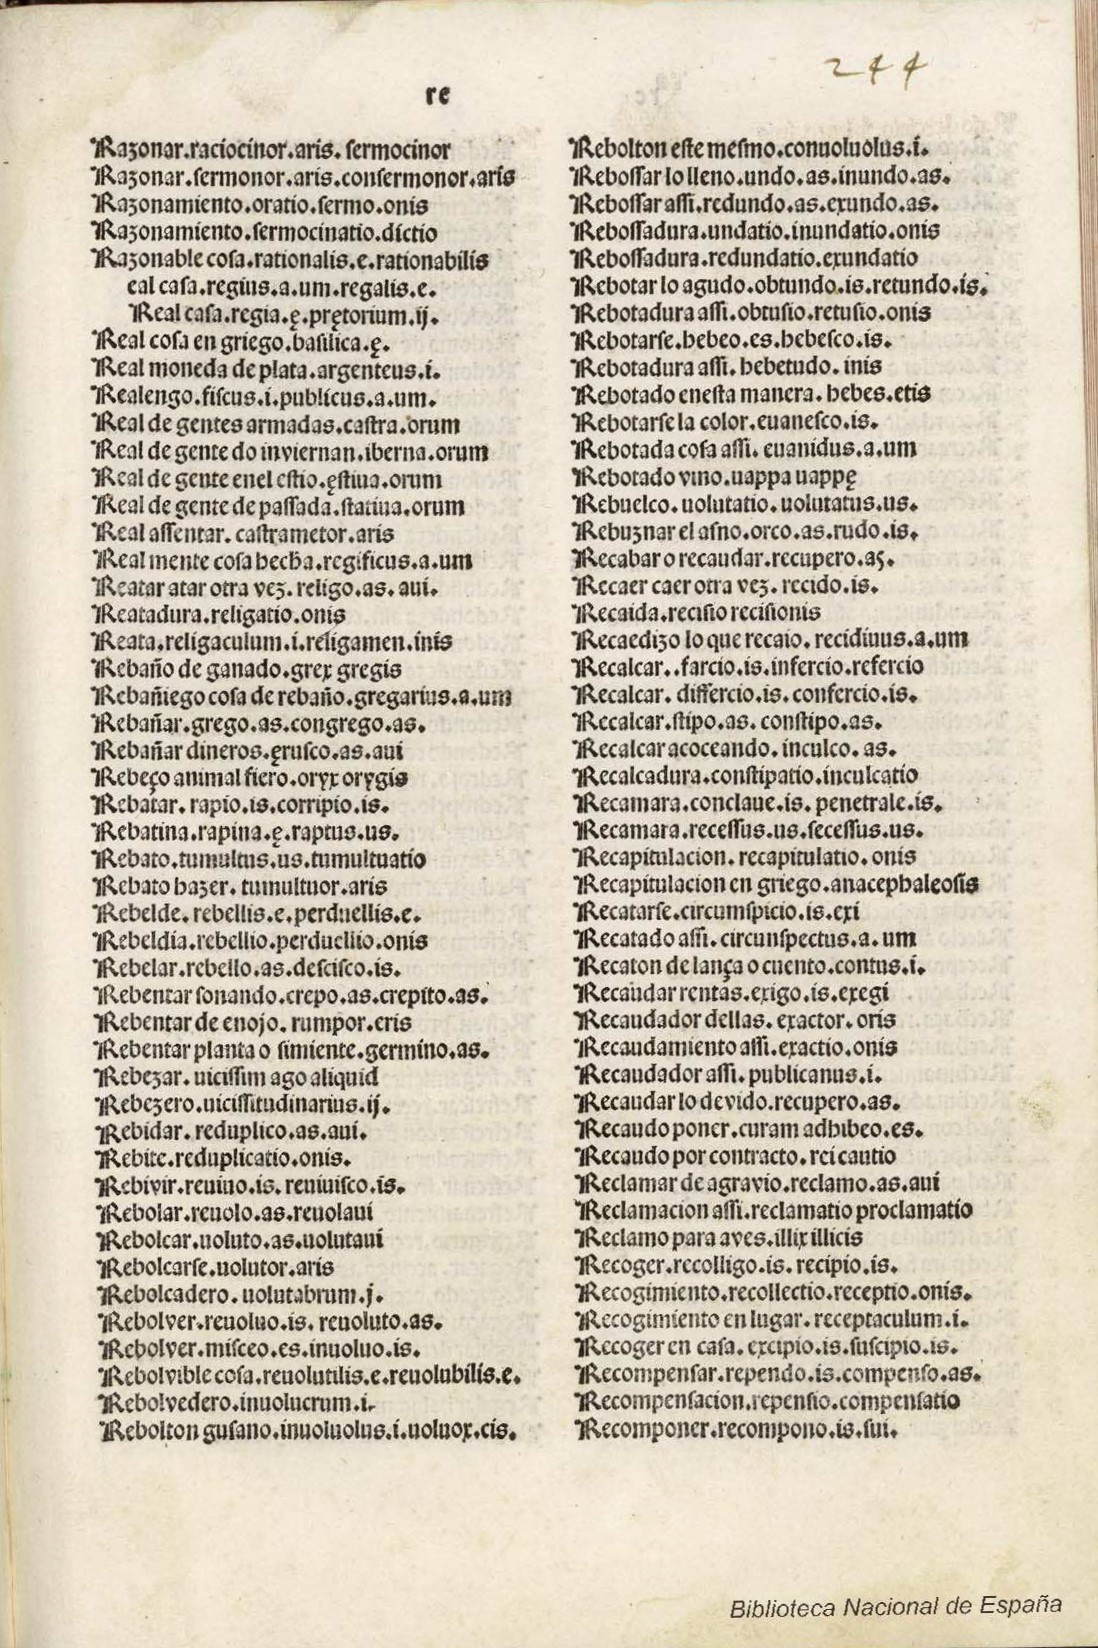 244
re
Razonar.raciocinor.aris. sermocinor
Razonar.sermonor.aris.consermonor.aris
Razonamiento.oratio.sermo.onis
Razonamiento.sermocinatio.dictio
Razonable cosa.rationalis.e.rationabilis
eal casa.regius.a.um.regalis.e.
Real casa.regia.ę.prętorium.ij.
Real cosa en griego.basilica.ę.
Real moneda de plata.argenteus.i.
Realengo.fiscus.i.publicus.a.um.
Real de gentes armadas.castra.orum
Real de gente do inviernan.iberna.orum
Real de gente enel estio.ęstiua.orum
Real de gente de passada.statiua.orum
Real assentar. castrametor.aris
Real mente cosa hecha.regificus.a.um
Reatar atar otra vez. religo.as. aui.
Reatadura.religatio.onis
Reata.religaculum.i.religamen.inis
Rebaño de ganado.grex gregis
Rebañiego cosa de rebaño.gregarius.a.um
Rebañar.grego.as.congrego.as.
Rebañar dineros.ęrusco.as.aui
Rebeço animal fiero.oryx orygis
Rebatar. rapio.is.corripio.is.
Rebatina.rapina.ę.raptus.us.
Rebato.tumultus.us.tumultuatio
Rebato hazer. tumultuor.aris
Rebelde. rebellis.e.perduellis.e.
Rebeldia.rebellio.perduellio.onis
Rebelar.rebello.as.descisco.is.
Rebentar sonando.crepo.as.crepito.as.
Rebentar de enojo. rumpor.eris
Rebentar planta o simiente.germino.as.
Rebezar. uicissim ago aliquid
Rebezero.uicissitudinarius.ij.
Rebidar. reduplico.as.aui.
Rebite.reduplicatio.onis.
Rebivir.reuiuo.is. reuiuisco.is.
Rebolar.reuolo.as.reuolaui
Rebolcar.uoluto.as.uolutaui
Rebolcarse.uolutor.aris
Rebolcadero. uolutabrum.j.
Rebolver.reuoluo.is. reuoluto.as.
Rebolver.misceo.es.inuoluo.is.
Rebolvible cosa.reuolutilis.e.reuolubilis.e.
Rebolvedero.inuolucrum.i.
Rebolton gusano.inuoluolus.i.uoluox.cis.
Rebolton este mesmo.conuoluolus.i.
Rebossar lo lleno.undo.as.inundo.as.
Rebossar assi.redundo.as.exundo.as.
Rebossadura.undatio.inundatio.onis
Rebossadura.redundatio.exundatio
Rebotar lo agudo.obtundo.is.retundo.is.
Rebotadura assi.obtusio.retusio.onis
Rebotarse.hebeo.es.hebesco.is.
Rebotadura assi. hebetudo. inis
Rebotado enesta manera. hebes.etis
Rebotarse la color.euanesco.is.
Rebotada cosa assi. euanidus.a.um
Rebotado vino.uappa uappę
Rebuelco. uolutatio. uolutatus.us.
Rebuznar el asno.orco.as.rudo.is.
Recabar o recaudar.recupero.as.
Recaer caer otra vez. recido.is.
Recaida.recisio recisionis
Recaedizo lo que recaio. recidiuus.a.um
Recalcar. .farcio.is.infercio.refercio
Recalcar. differcio.is. confercio.is.
Recalcar.stipo.as. constipo.as.
Recalcar acoceando. inculco. as.
Recalcadura.constipatio.inculcatio
Recamara.conclaue.is. penetrale.is.
Recamara.recessus.us.secessus.us.
Recapitulacion. recapitulatio. onis
Recapitulacion en griego.anacephaleosis
Recatarse.circumspicio.is.exi
Recatado assi.circunspectus.a.um
Recaton de lança o cuento.contus.i.
Recaudar rentas.exigo.is.exegi
Recaudador dellas. exactor. oris
Recaudamiento assi.exactio.onis
Recaudador assi.publicanus.i.
Recaudar lo devido.recupero.as.
Recaudo poner.curam adhibeo.es.
Recaudo por contracto.rei cautio
Reclamar de agravio.reclamo.as.aui
Reclamacion assi.reclamatio proclamatio
Reclamo para aves.illix illicis
Recoger.recolligo.is. recipio.is.
Recogimiento.recollectio.receptio.onis.
Recogimiento en lugar. receptaculum.i.
Recoger en casa. excipio.is.suscipio.is.
Recompensar.rependo.is.compenso.as.
Recompensacion.repensio.compensatio
Recomponer.recompono.is.sui.
Biblioteca Nacional de España